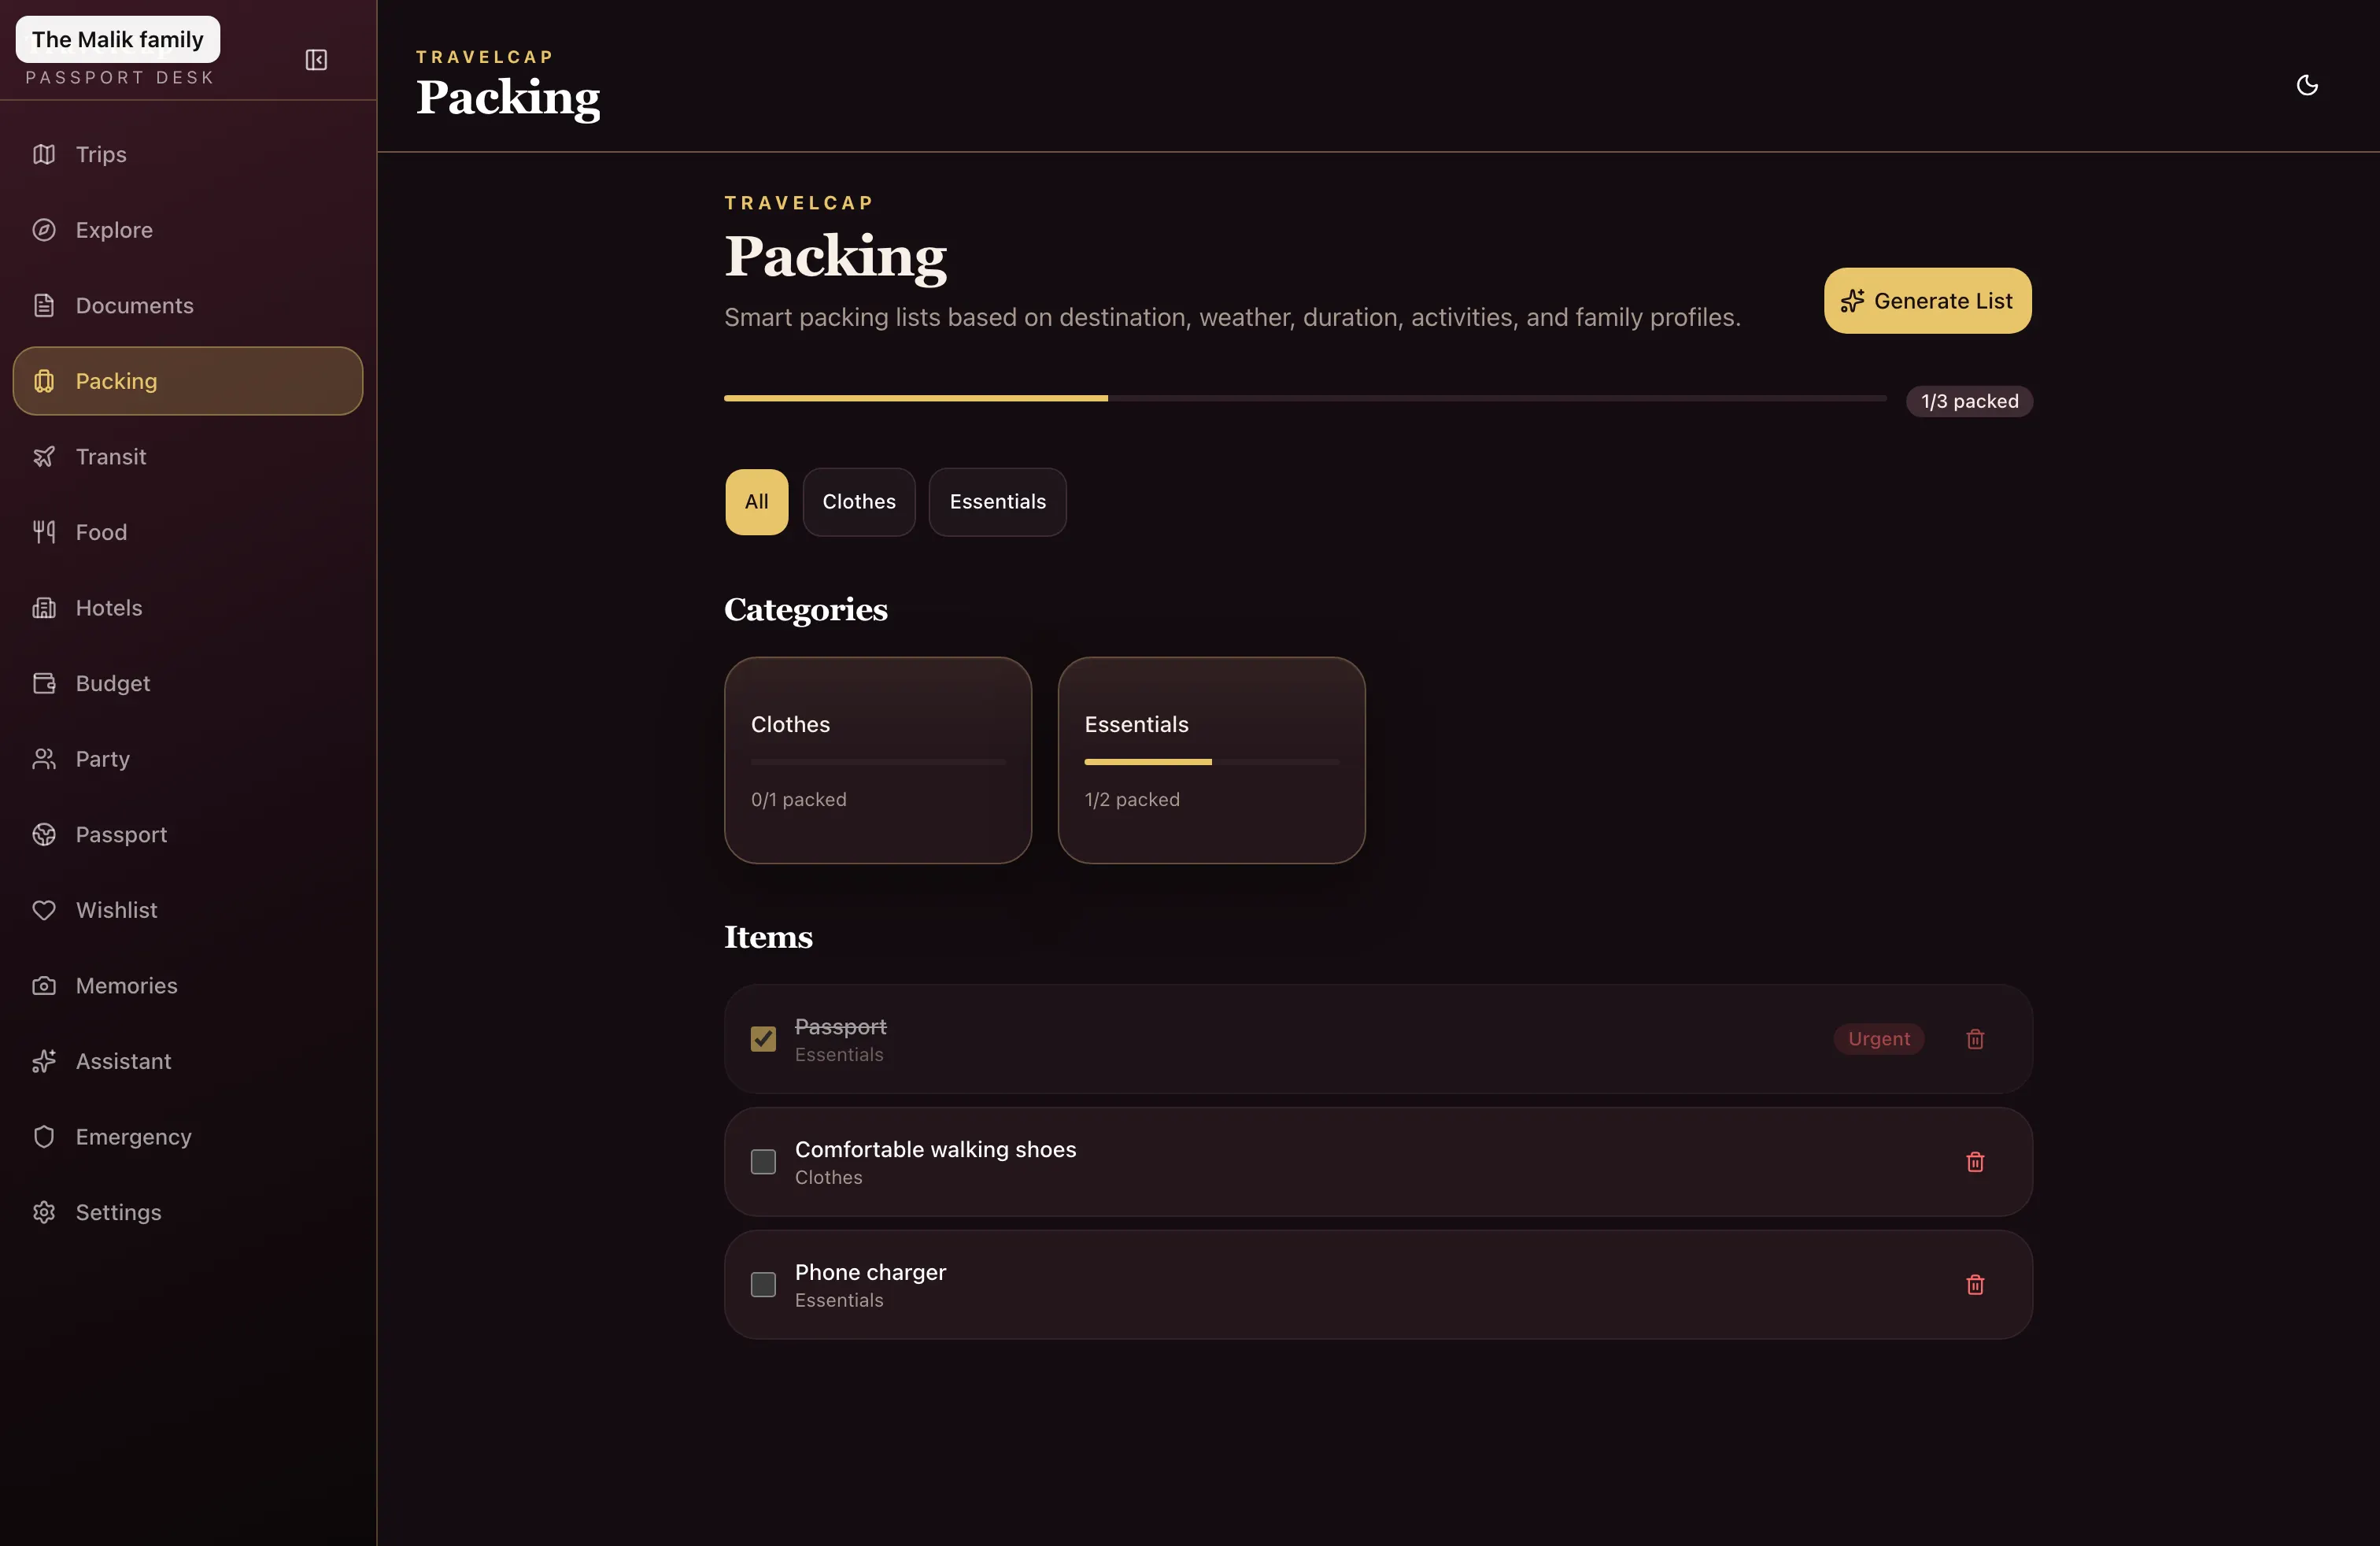 The Malik family
PASSPORT DESK
Trips
Explore
Documents
Packing
Transit
Food
Hotels
Budget
Party
Passport
Wishlist
Memories
Assistant
Emergency
Settings
TRAVELCAP
Packing
TRAVELCAP
Packing
Smart packing lists based on destination, weather, duration, activities, and family profiles.
Generate List
1/3 packed
All
Clothes
Essentials
Categories
Clothes
0/1 packed
Essentials
1/2 packed
Items
Passport
Essentials
Urgent
Comfortable walking shoes
Clothes
Phone charger
Essentials